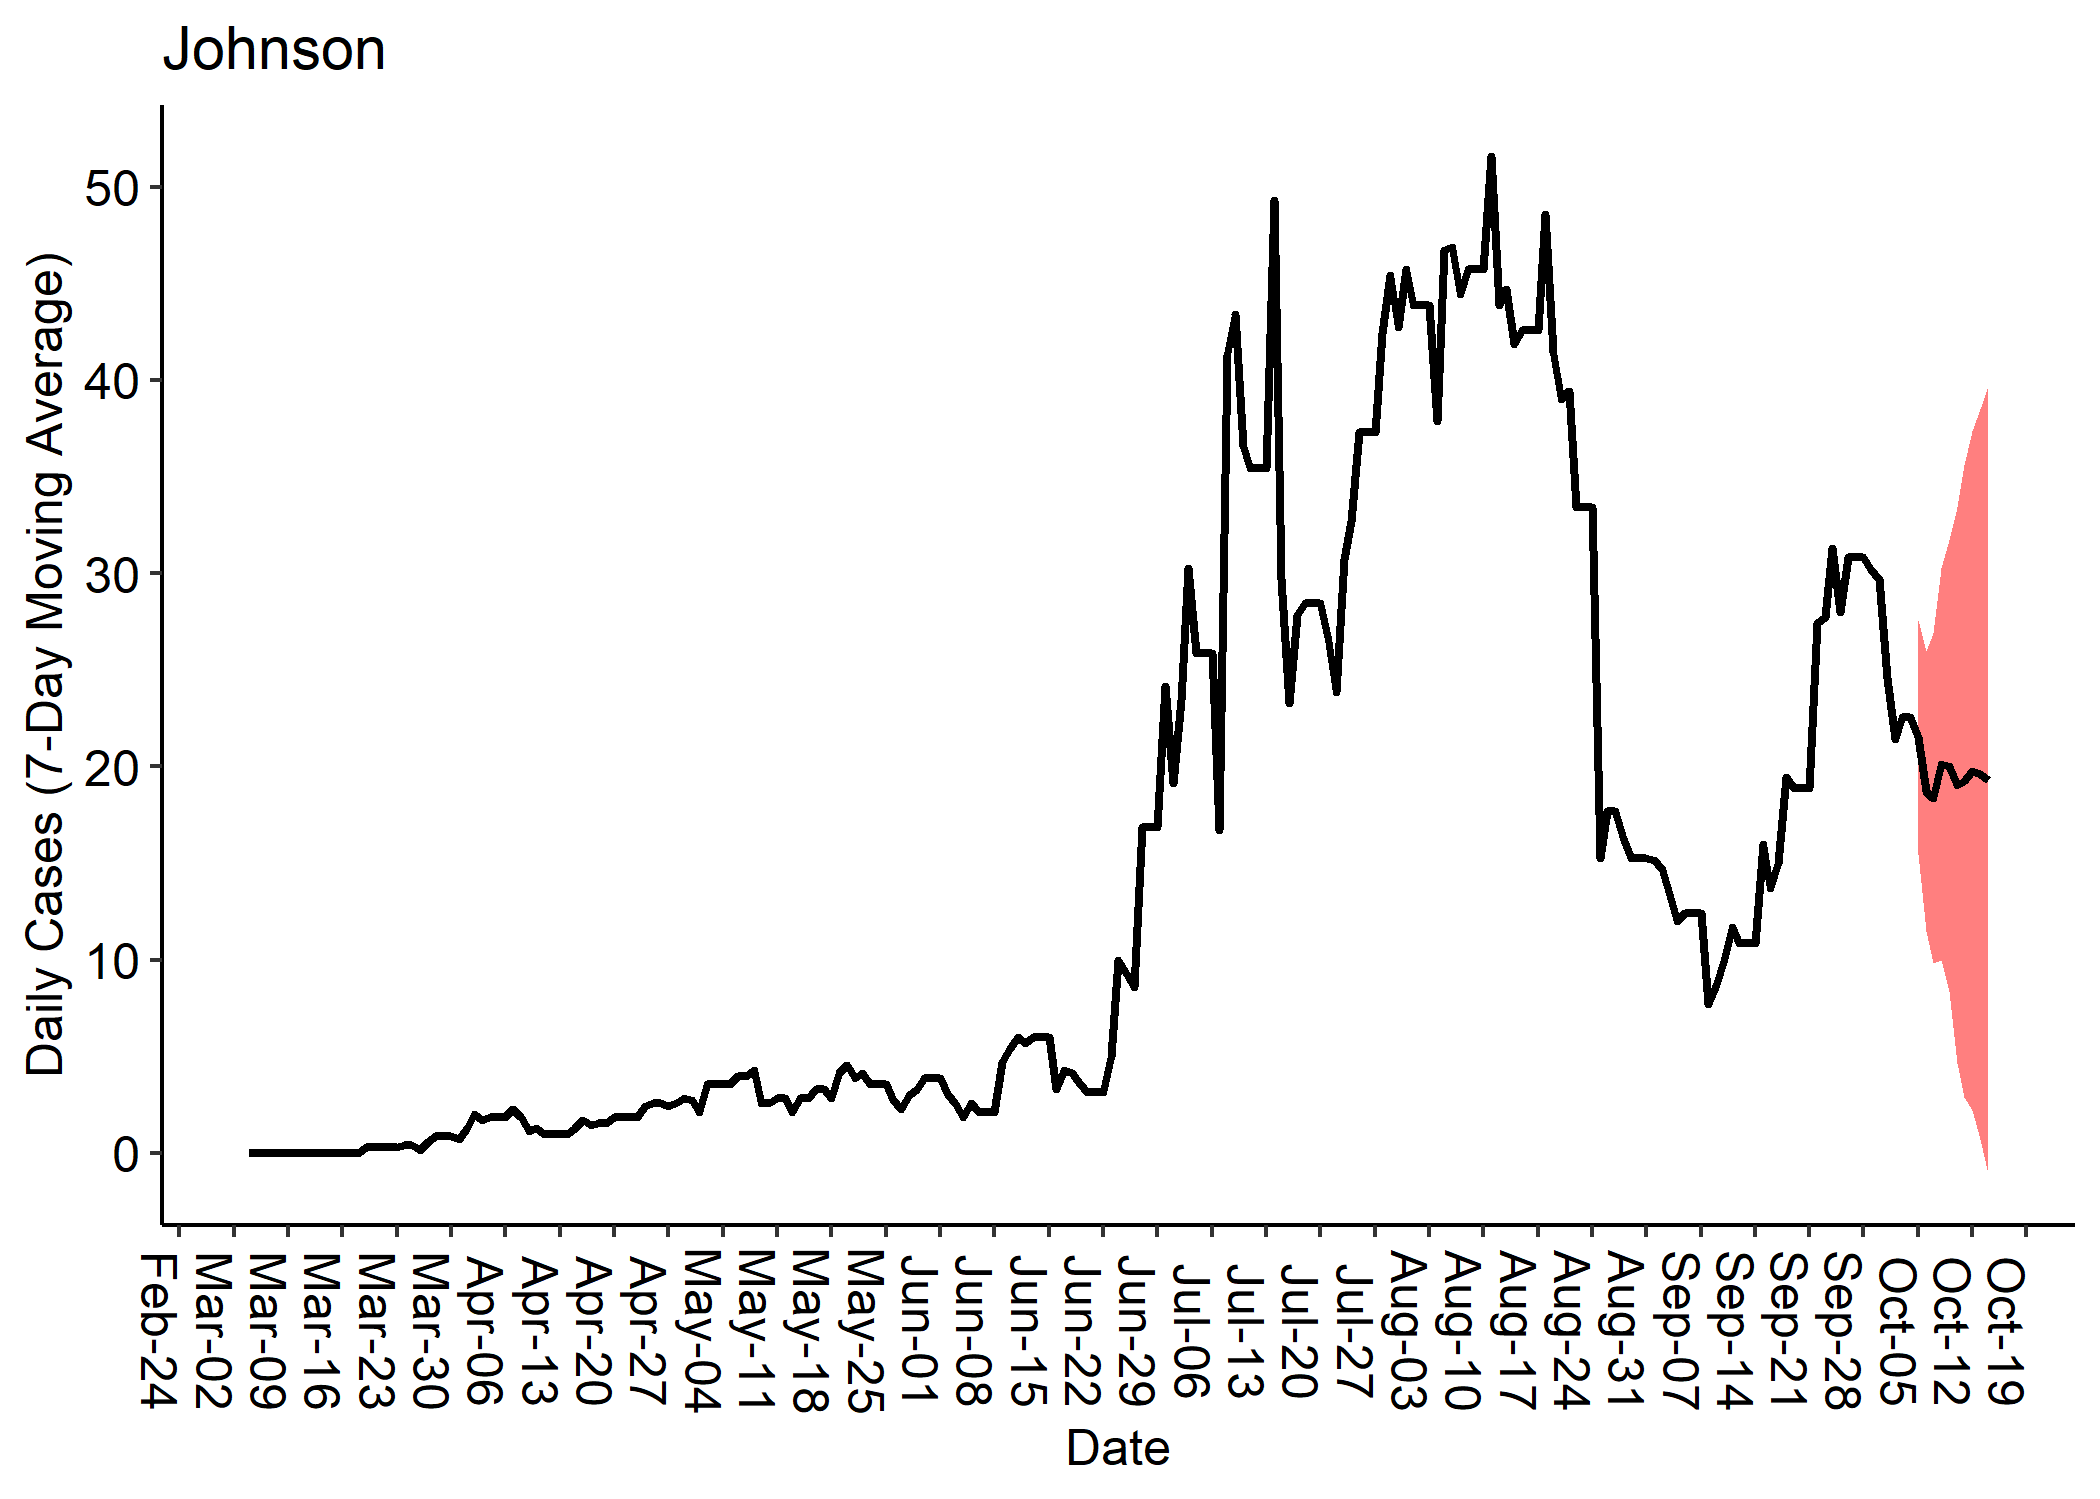 Johnson
Daily Cases (7-Day Moving Average)
50
40
30
20
10
0
Feb-24
Mar-02
Mar-09
Mar-16
Mar-23
Mar-30
Apr-06
Apr-13
Apr-20
Apr-27
May-04
May-11
May-18
May-25
Jun-01
Jun-08
Jun-15
Jun-22
Jun-29
Jul-06
Jul-13
Jul-20
Jul-27
Aug-03
Aug-10
Aug-17
Aug-24
Aug-31
Sep-07
Sep-14
Sep-21
Sep-28
Oct-05
Oct-12
Oct-19
Date